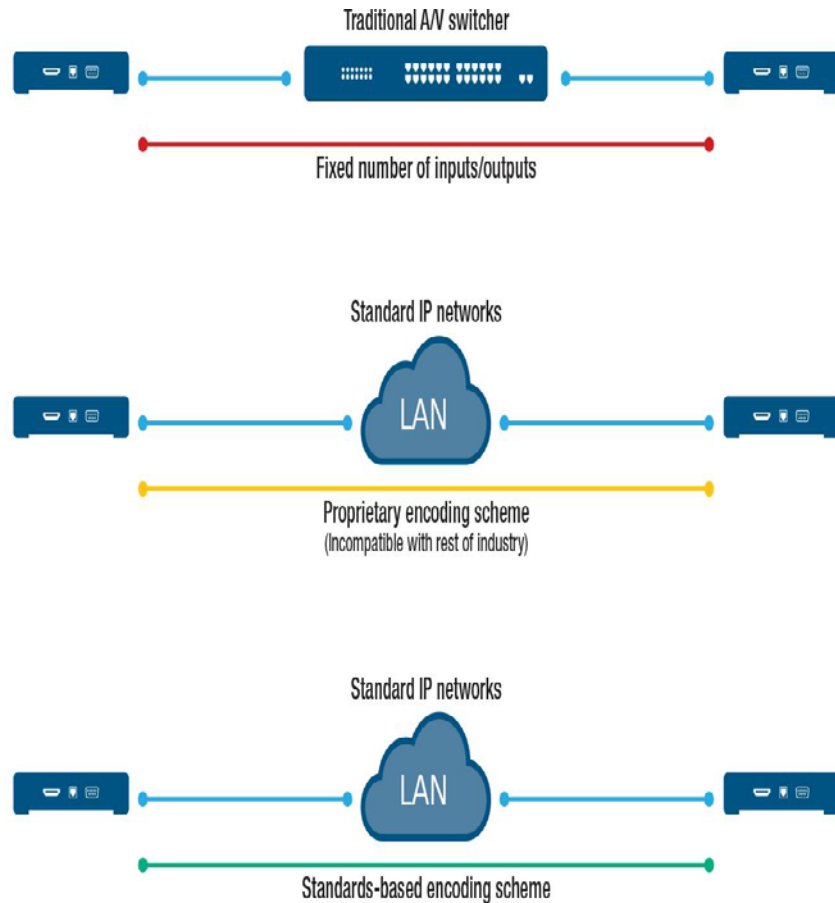 Traditional A/V switcher
Fixed number of inputs/outputs
Standard IP networks
LAN
Proprietary encoding scheme
(Incompatible with rest of industry)
Standard IP networks
LAN
Standards-based encoding scheme